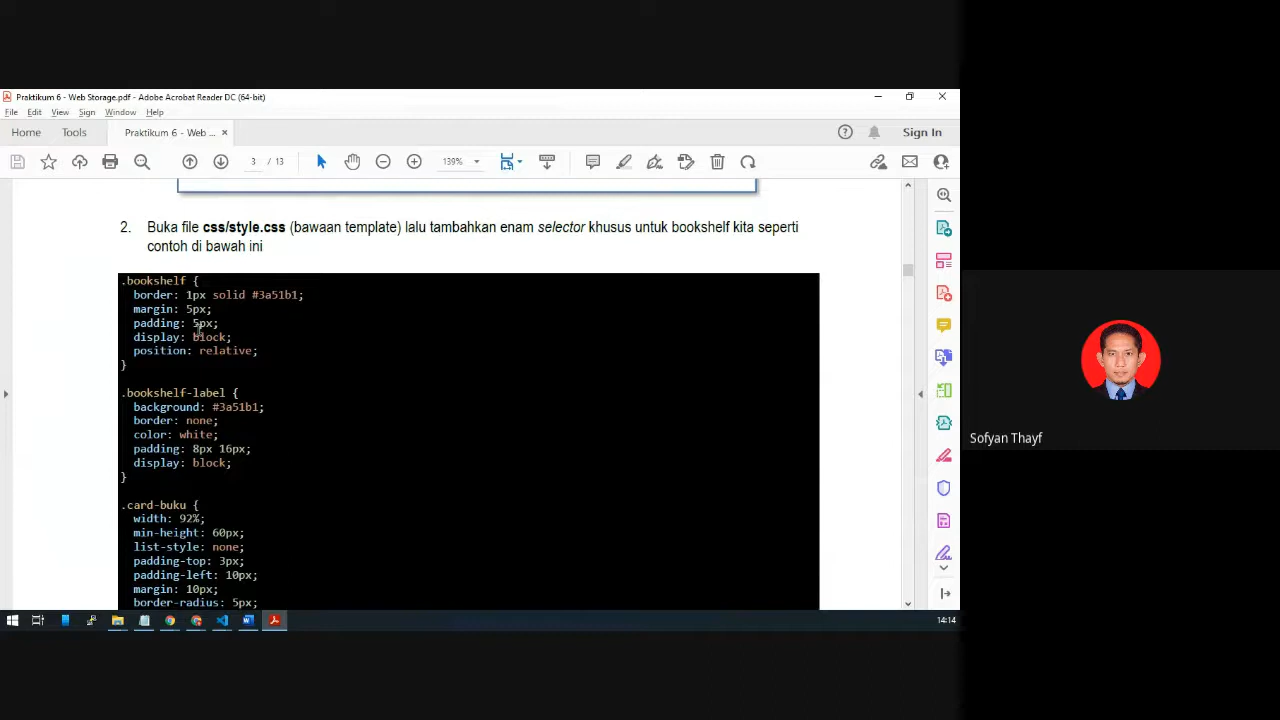 Praktikum 6 - Web Storage.pdf - Adobe Acrobat Reader DC (64-bit)
File Edit View Sign Window Help
Home Tools Praktikum 6 - Web ... × Sign In
3 / 13 139%
2. Buka file css/style.css (bawaan template) lalu tambahkan enam selector khusus untuk bookshelf kita seperti
contoh di bawah ini
.bookshelf {
border: 1px solid #3a51b1;
margin: 5px;
padding: 5px;
display: block;
position: relative;
}
.bookshelf-label {
background: #3a51b1;
border: none;
color: white;
padding: 8px 16px;
display: block;
}
.card-buku {
width: 92%;
min-height: 60px;
list-style: none;
padding-top: 3px;
padding-left: 10px;
margin: 10px;
border-radius: 5px;
14:14
Sofyan Thayf